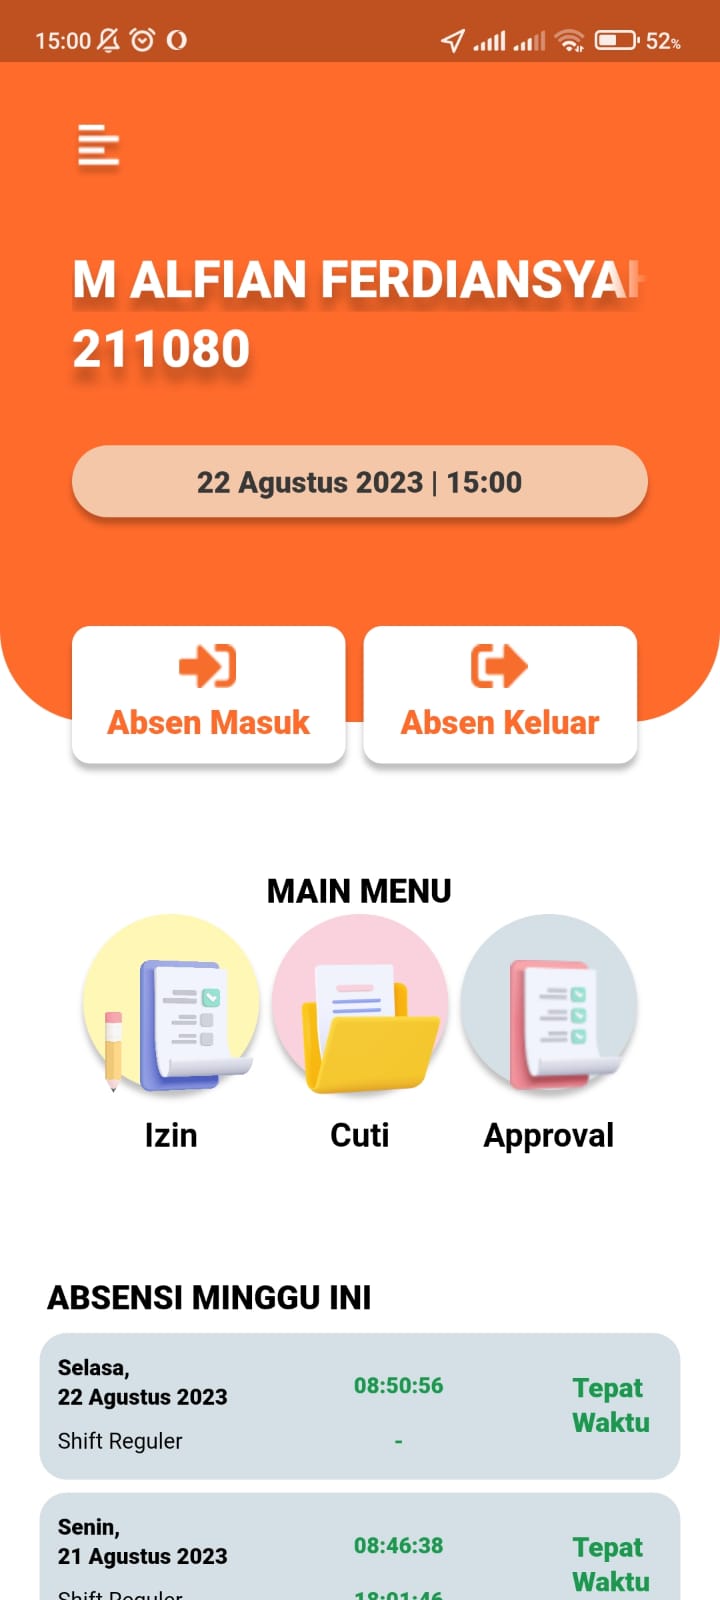 15:00 52%
M ALFIAN FERDIANSYAH
211080
22 Agustus 2023 | 15:00
Absen Masuk Absen Keluar
MAIN MENU
Izin Cuti Approval
ABSENSI MINGGU INI
Selasa,
22 Agustus 2023
08:50:56
Tepat
Waktu
Shift Reguler
-
Senin,
21 Agustus 2023
08:46:38
Tepat
Waktu
Shift Reguler
18:01:46